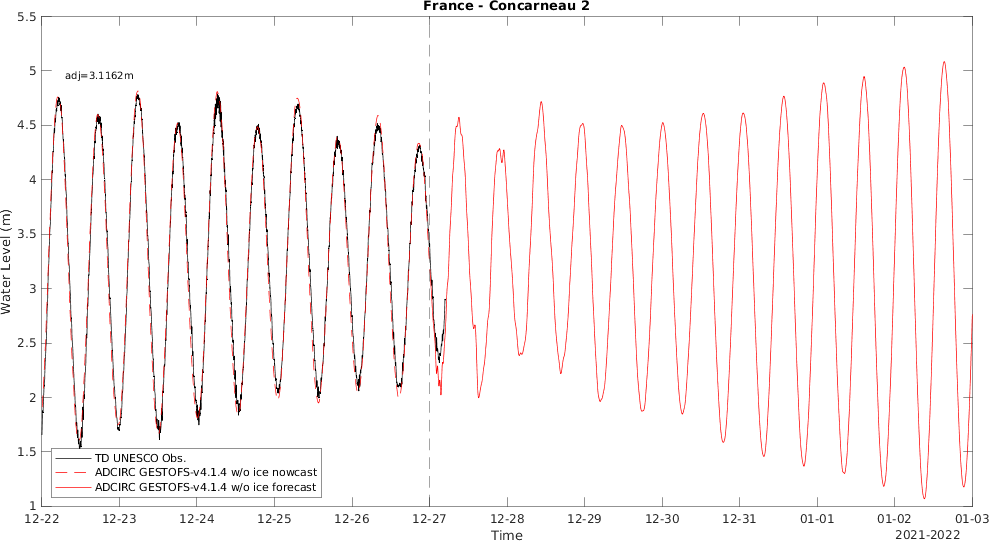 France - Concarneau 2
5.5
5
4.5
4
3.5
3
2.5
2
1.5
1
Water Level (m)
adj=3.1162m
TD UNESCO Obs.
ADCIRC GESTOFS-v4.1.4 w/o ice nowcast
ADCIRC GESTOFS-v4.1.4 w/o ice forecast
12-22 12-23 12-24 12-25 12-26 12-27 12-28 12-29 12-30 12-31 01-01 01-02 01-03
Time
2021-2022